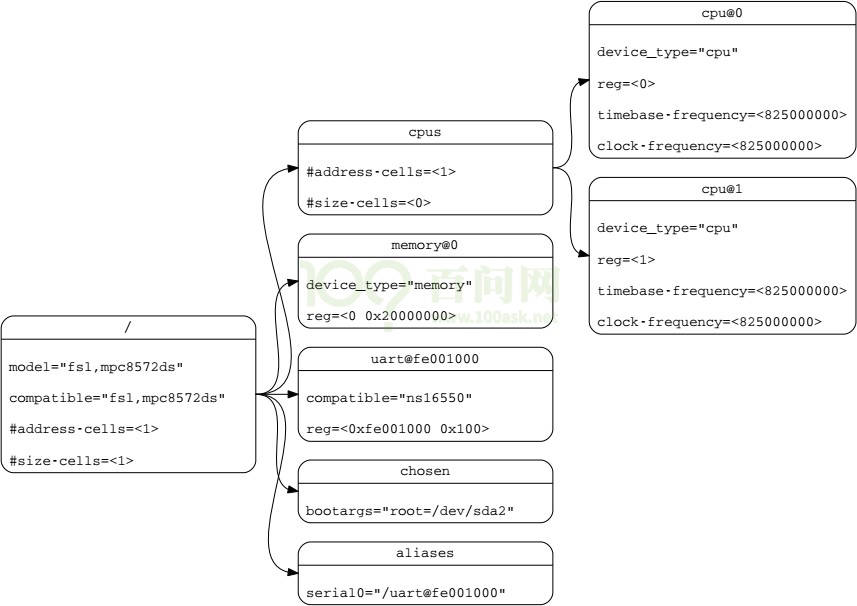 /
model="fsl,mpc8572ds"
compatible="fsl,mpc8572ds"
#address-cells=<1>
#size-cells=<1>
cpus
#address-cells=<1>
#size-cells=<0>
memory@0
device_type="memory"
reg=<0 0x20000000>
uart@fe001000
compatible="ns16550"
reg=<0xfe001000 0x100>
chosen
bootargs="root=/dev/sda2"
aliases
serial0="/uart@fe001000"
cpu@0
device_type="cpu"
reg=<0>
timebase-frequency=<825000000>
clock-frequency=<825000000>
cpu@1
device_type="cpu"
reg=<1>
timebase-frequency=<825000000>
clock-frequency=<825000000>
百问网
www.100ask.net